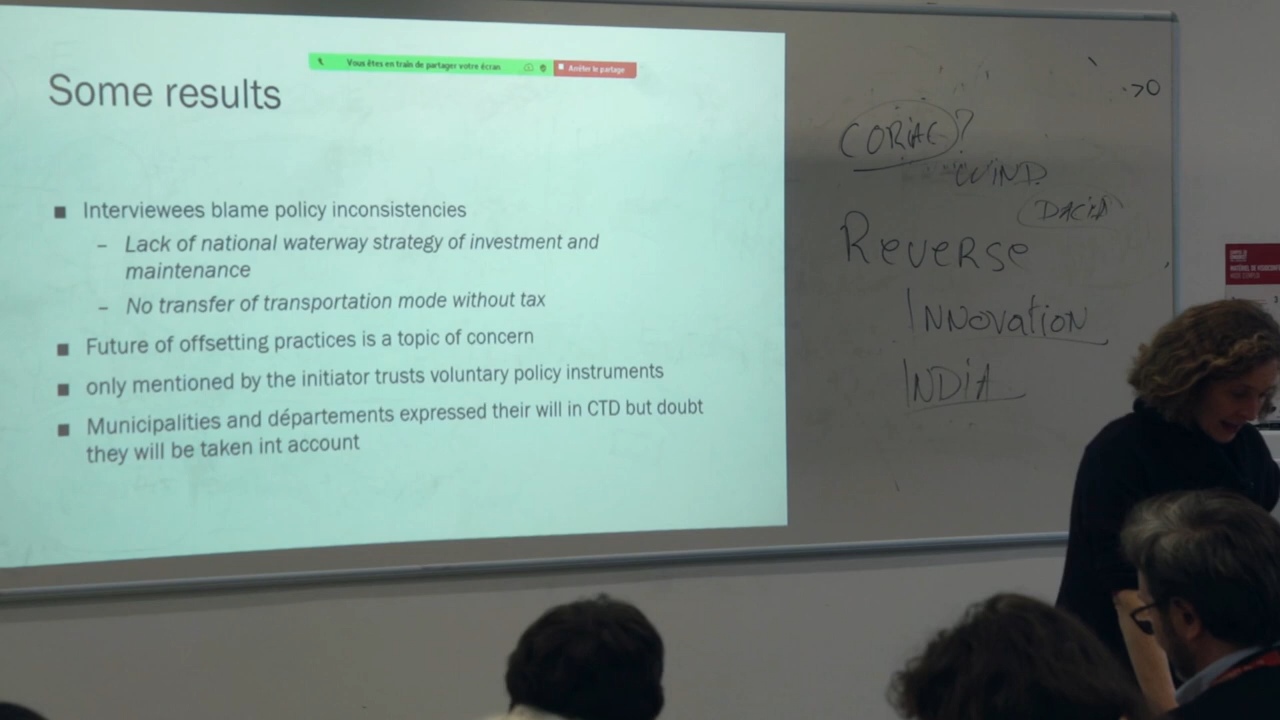 Vous êtes en train de partager votre écran
Arrêter le partage
Some results
Interviewees blame policy inconsistencies
– Lack of national waterway strategy of investment and
maintenance
– No transfer of transportation mode without tax
Future of offsetting practices is a topic of concern
only mentioned by the initiator trusts voluntary policy instruments
Municipalities and départements expressed their will in CTD but doubt
they will be taken int account
->0
WIND
DACIA
Reverse
INNovation
INDiA